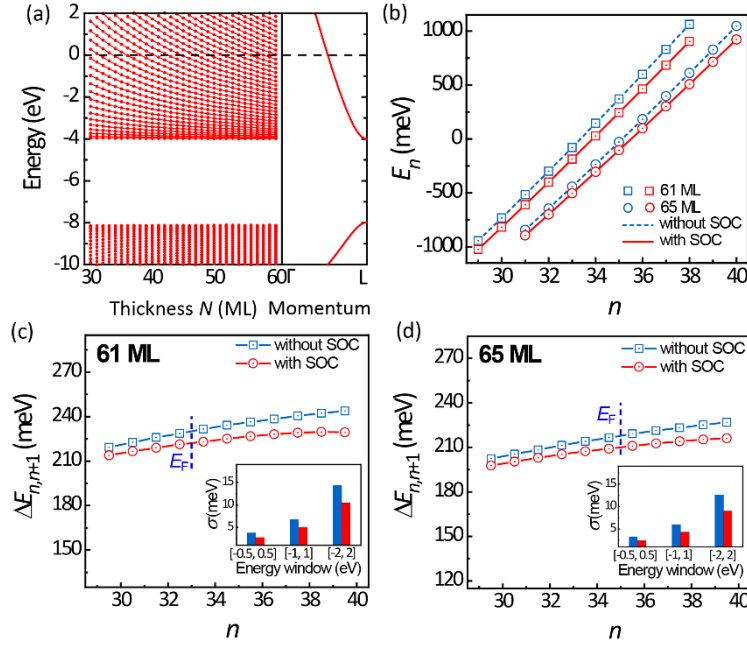 (a)
2
0
-2
-4
-6
-8
-10
Energy (eV)
30
40
50
60
Γ
L
Thickness N (ML)
Momentum
(b)
1000
500
0
-500
-1000
Eₙ (meV)
61 ML
65 ML
without SOC
with SOC
30
32
34
36
38
40
n
(c)
61 ML
without SOC
with SOC
270
240
210
180
150
ΔEₙ,ₙ₊₁ (meV)
E_F
15
10
5
σ(meV)
[-0.5, 0.5]
[-1, 1]
[-2, 2]
Energy window (eV)
30
32
34
36
38
40
n
(d)
65 ML
without SOC
with SOC
270
240
210
180
150
120
ΔEₙ,ₙ₊₁ (meV)
E_F
15
10
5
σ(meV)
[-0.5, 0.5]
[-1, 1]
[-2, 2]
Energy window (eV)
30
32
34
36
38
40
n